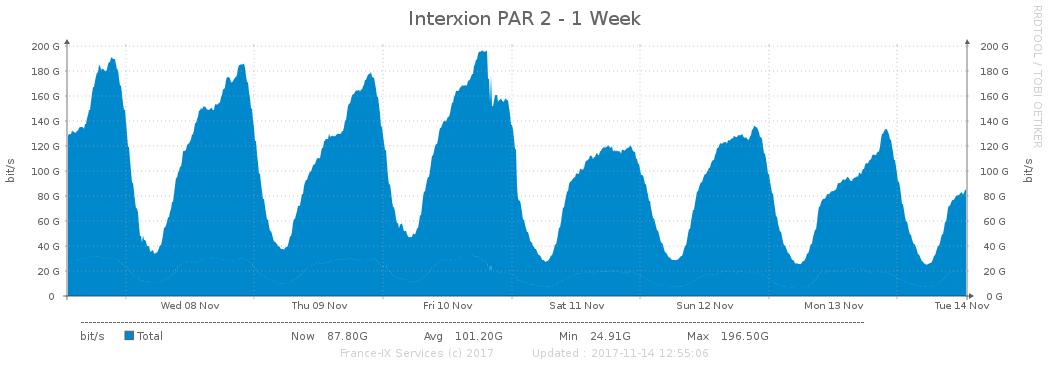 Interxion PAR 2 - 1 Week
RRDTOOL / TOBI OETIKER
bit/s
bit/s
200 G 200 G
180 G 180 G
160 G 160 G
140 G 140 G
120 G 120 G
100 G 100 G
80 G 80 G
60 G 60 G
40 G 40 G
20 G 20 G
0 0 G
Wed 08 Nov Thu 09 Nov Fri 10 Nov Sat 11 Nov Sun 12 Nov Mon 13 Nov Tue 14 Nov
bit/s Total Now 87.80G Avg 101.20G Min 24.91G Max 196.50G
France-IX Services (c) 2017 Updated : 2017-11-14 12:55:06